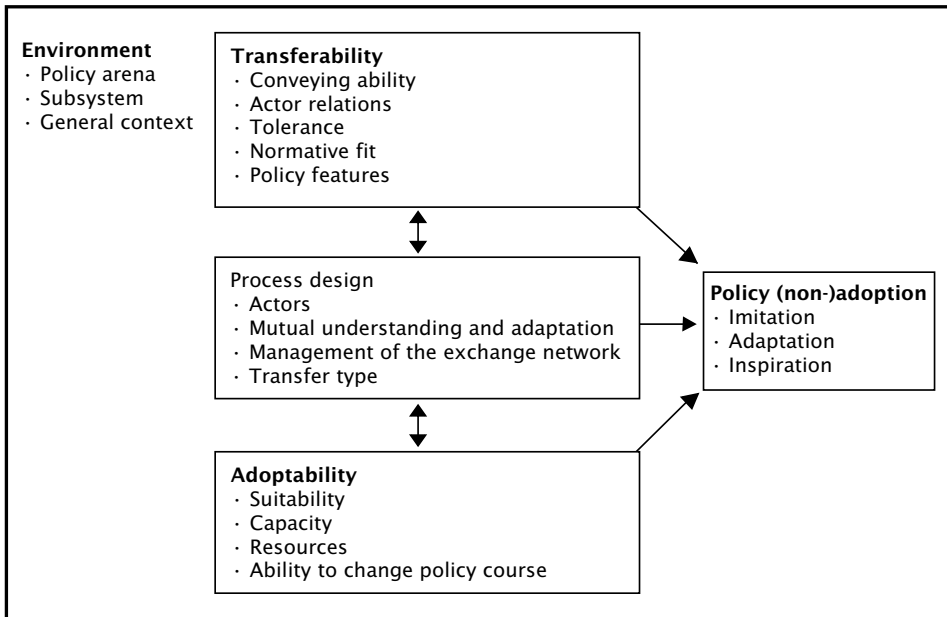 Environment
· Policy arena
· Subsystem
· General context
Transferability
· Conveying ability
· Actor relations
· Tolerance
· Normative fit
· Policy features
Process design
· Actors
· Mutual understanding and adaptation
· Management of the exchange network
· Transfer type
Policy (non-)adoption
· Imitation
· Adaptation
· Inspiration
Adoptability
· Suitability
· Capacity
· Resources
· Ability to change policy course